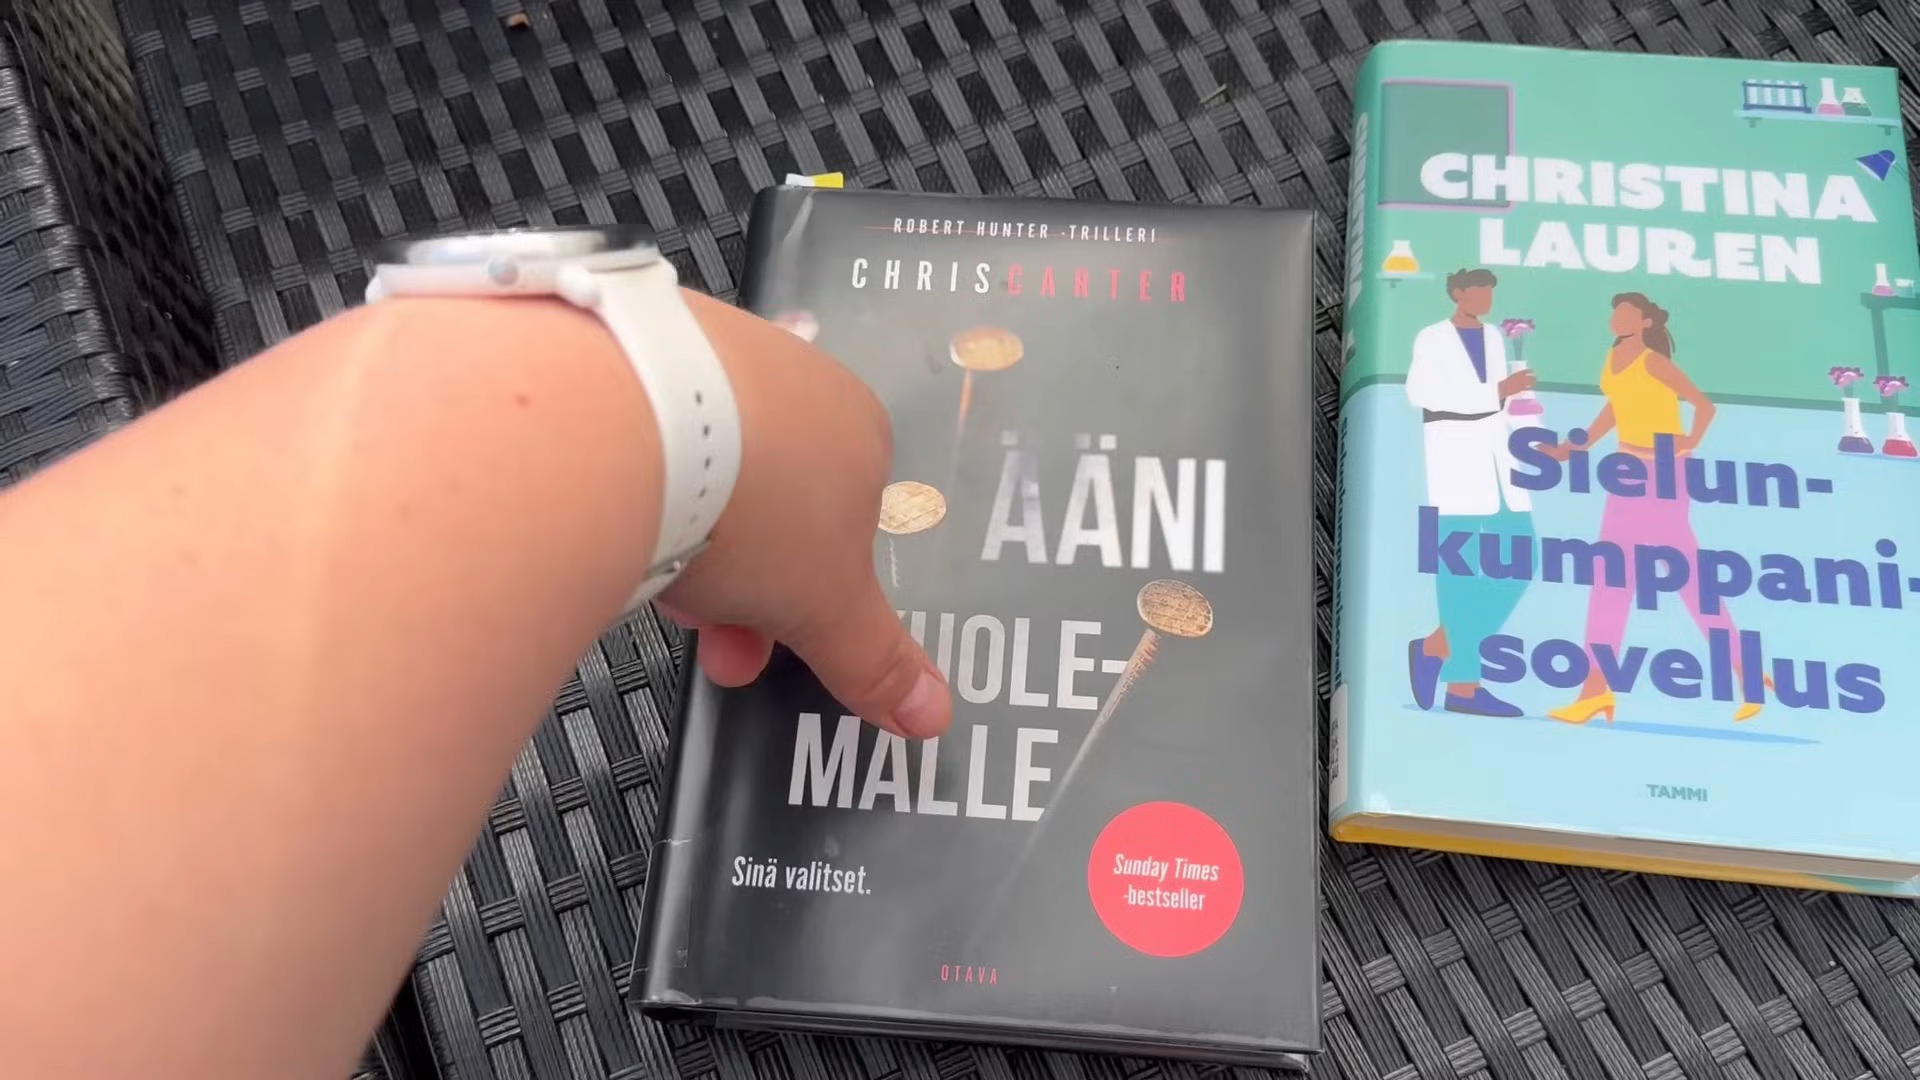 ROBERT HUNTER -TRILLERI
CHRIS CARTER
ÄÄNI
KUOLE-
MALLE
Sinä valitset.
Sunday Times
-bestseller
OTAVA
CHRISTINA
LAUREN
Sielun-
kumppani-
sovellus
TAMMI